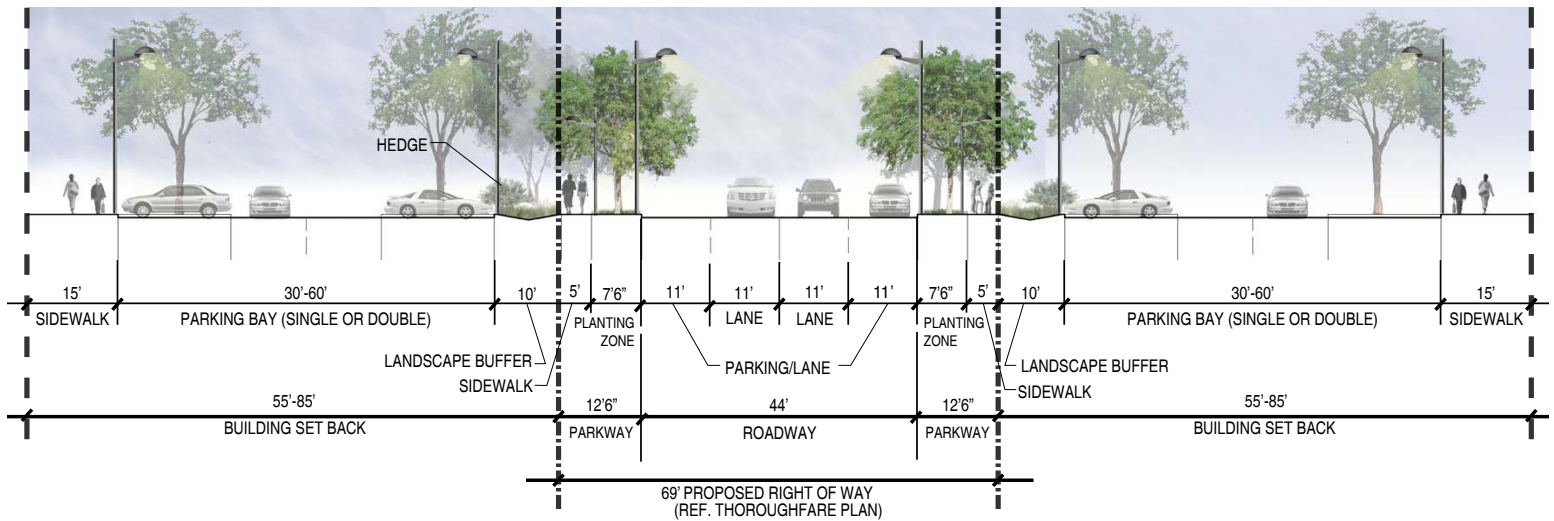 HEDGE
15' 30'-60' 10' 5' 7'6" 11' 11' 11' 11' 7'6" 5' 10' 30'-60' 15'
SIDEWALK PARKING BAY (SINGLE OR DOUBLE) PLANTING ZONE LANE LANE PLANTING ZONE PARKING BAY (SINGLE OR DOUBLE) SIDEWALK
LANDSCAPE BUFFER PARKING/LANE LANDSCAPE BUFFER
SIDEWALK SIDEWALK
55'-85' 12'6" 44' 12'6" 55'-85'
BUILDING SET BACK PARKWAY ROADWAY PARKWAY BUILDING SET BACK
69' PROPOSED RIGHT OF WAY
(REF. THOROUGHFARE PLAN)